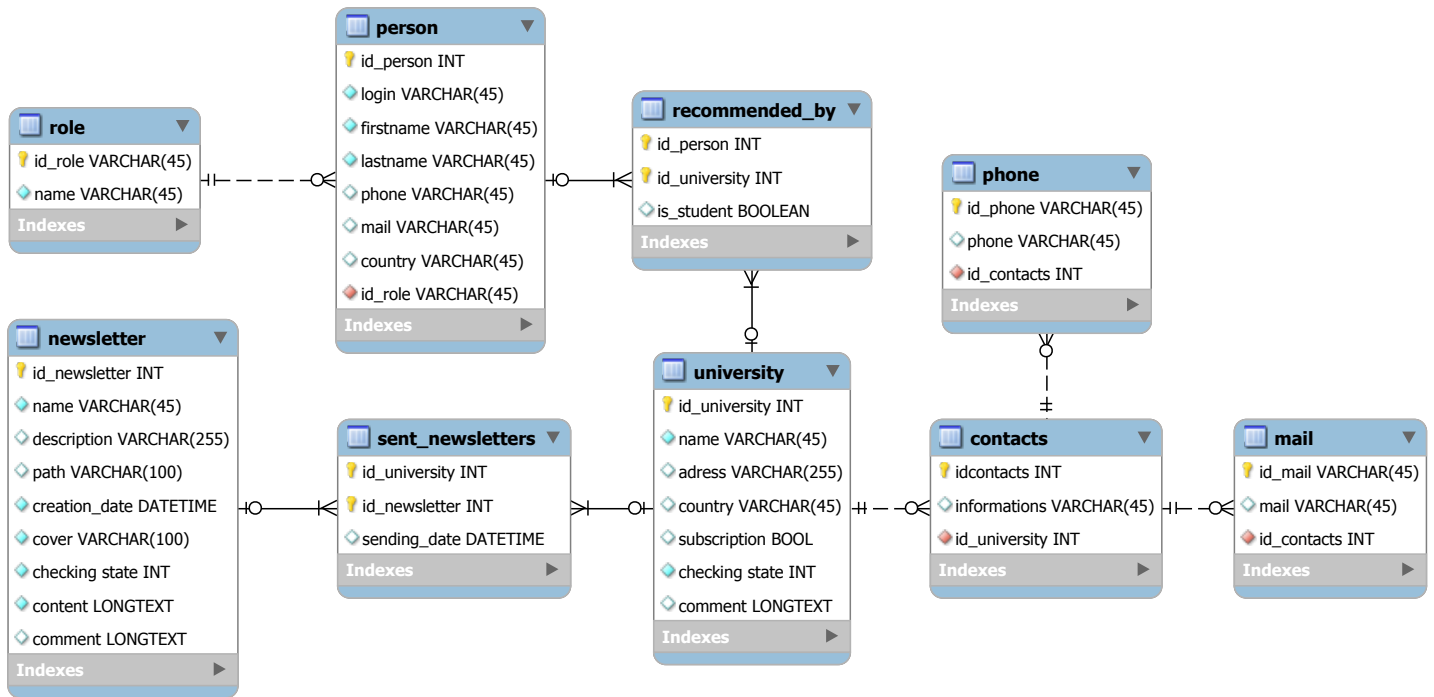 person
id_person INT
login VARCHAR(45)
firstname VARCHAR(45)
lastname VARCHAR(45)
phone VARCHAR(45)
mail VARCHAR(45)
country VARCHAR(45)
id_role VARCHAR(45)
Indexes
role
id_role VARCHAR(45)
name VARCHAR(45)
Indexes
recommended_by
id_person INT
id_university INT
is_student BOOLEAN
Indexes
phone
id_phone VARCHAR(45)
phone VARCHAR(45)
id_contacts INT
Indexes
newsletter
id_newsletter INT
name VARCHAR(45)
description VARCHAR(255)
path VARCHAR(100)
creation_date DATETIME
cover VARCHAR(100)
checking state INT
content LONGTEXT
comment LONGTEXT
Indexes
sent_newsletters
id_university INT
id_newsletter INT
sending_date DATETIME
Indexes
university
id_university INT
name VARCHAR(45)
adress VARCHAR(255)
country VARCHAR(45)
subscription BOOL
checking state INT
comment LONGTEXT
Indexes
contacts
idcontacts INT
informations VARCHAR(45)
id_university INT
Indexes
mail
id_mail VARCHAR(45)
mail VARCHAR(45)
id_contacts INT
Indexes